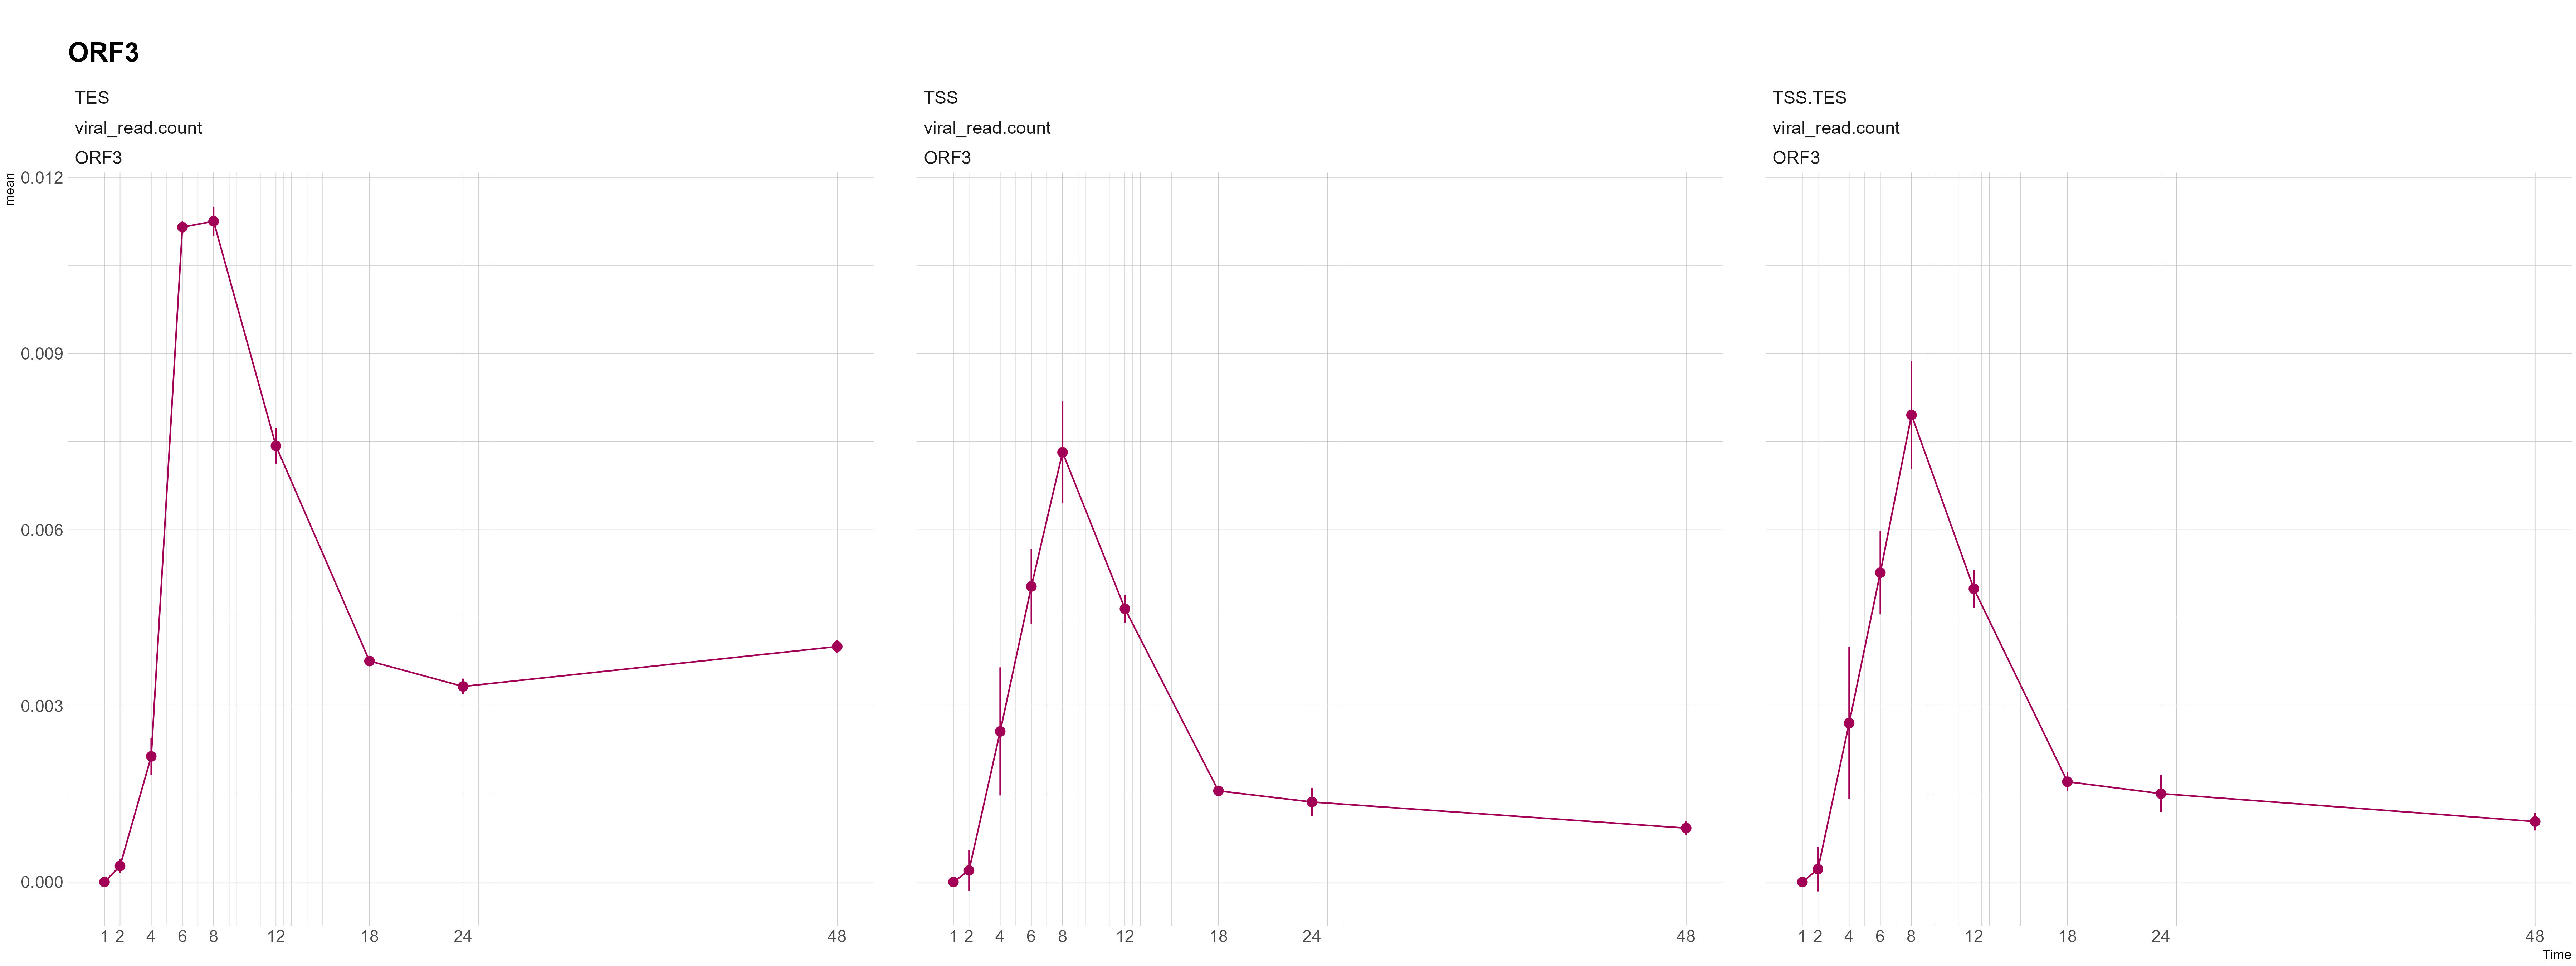 ORF3
TES
viral_read.count
ORF3
TSS
viral_read.count
ORF3
TSS.TES
viral_read.count
ORF3
mean
0.012
0.009
0.006
0.003
0.000
1 2 4 6 8 12 18 24 48
1 2 4 6 8 12 18 24 48
1 2 4 6 8 12 18 24 48
Time